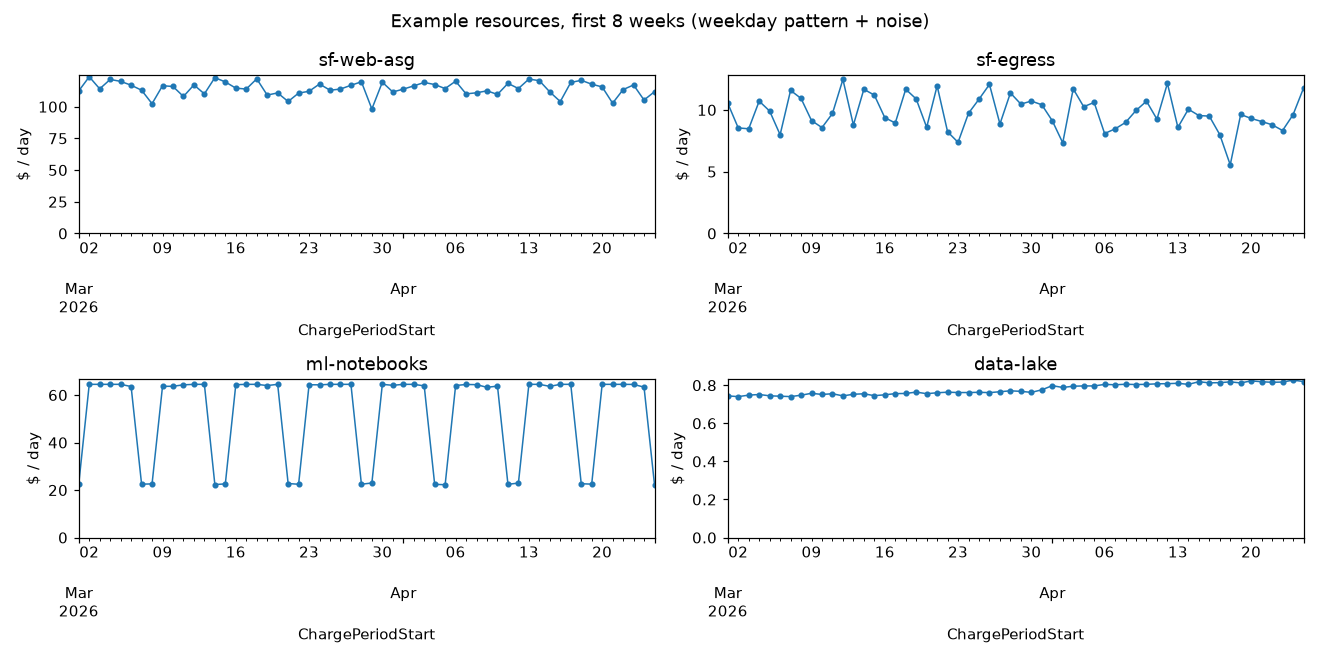 Example resources, first 8 weeks (weekday pattern + noise)
sf-web-asg
$ / day
100
75
50
25
0
02 09 16 23 30 06 13 20
Mar Apr
2026
ChargePeriodStart
sf-egress
$ / day
10
5
0
02 09 16 23 30 06 13 20
Mar Apr
2026
ChargePeriodStart
ml-notebooks
$ / day
60
40
20
0
02 09 16 23 30 06 13 20
Mar Apr
2026
ChargePeriodStart
data-lake
$ / day
0.8
0.6
0.4
0.2
0.0
02 09 16 23 30 06 13 20
Mar Apr
2026
ChargePeriodStart